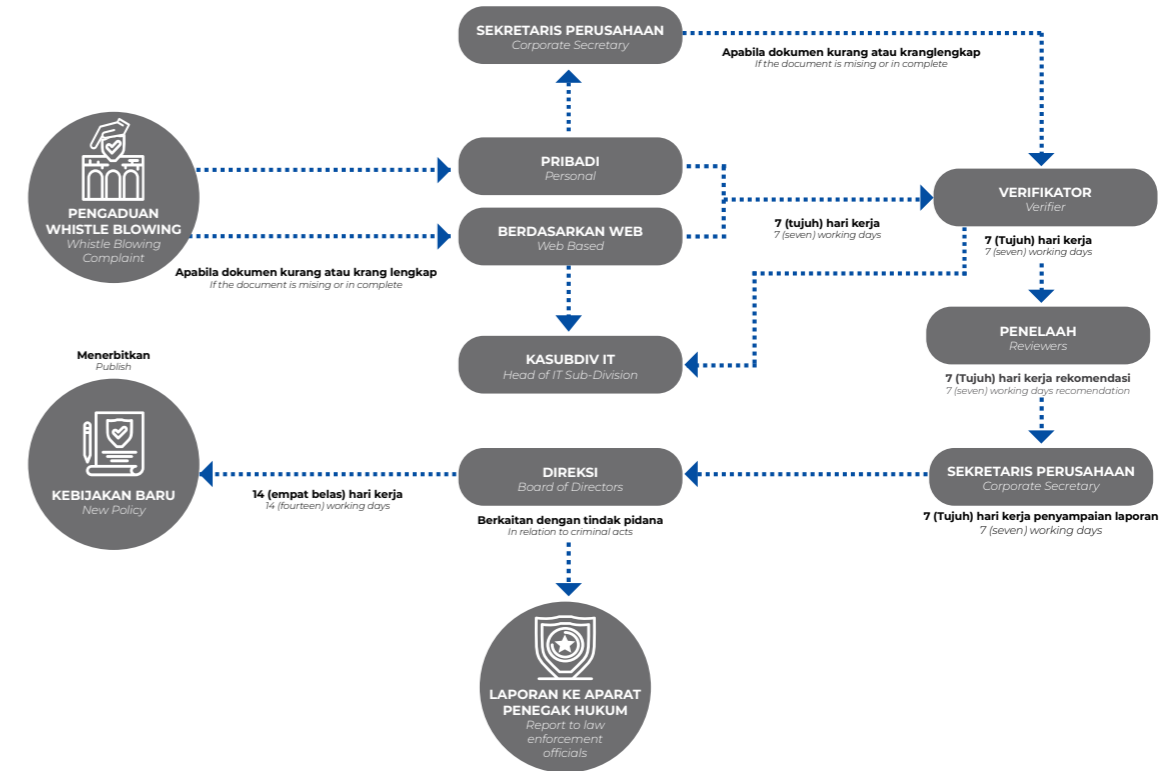 SEKRETARIS PERUSAHAAN
Corporate Secretary
Apabila dokumen kurang atau kranglengkap
If the document is mising or in complete
PENGADUAN
WHISTLE BLOWING
Whistle Blowing
Complaint
PRIBADI
Personal
BERDASARKAN WEB
Web Based
Apabila dokumen kurang atau krang lengkap
If the document is mising or in complete
7 (tujuh) hari kerja
7 (seven) working days
VERIFIKATOR
Verifier
7 (Tujuh) hari kerja
7 (seven) working days
KASUBDIV IT
Head of IT Sub-Division
PENELAAH
Reviewers
7 (Tujuh) hari kerja rekomendasi
7 (seven) working days recomendation
SEKRETARIS PERUSAHAAN
Corporate Secretary
7 (Tujuh) hari kerja penyampaian laporan
7 (seven) working days
DIREKSI
Board of Directors
Berkaitan dengan tindak pidana
In relation to criminal acts
14 (empat belas) hari kerja
14 (fourteen) working days
Menerbitkan
Publish
KEBIJAKAN BARU
New Policy
LAPORAN KE APARAT
PENEGAK HUKUM
Report to law
enforcement
officials